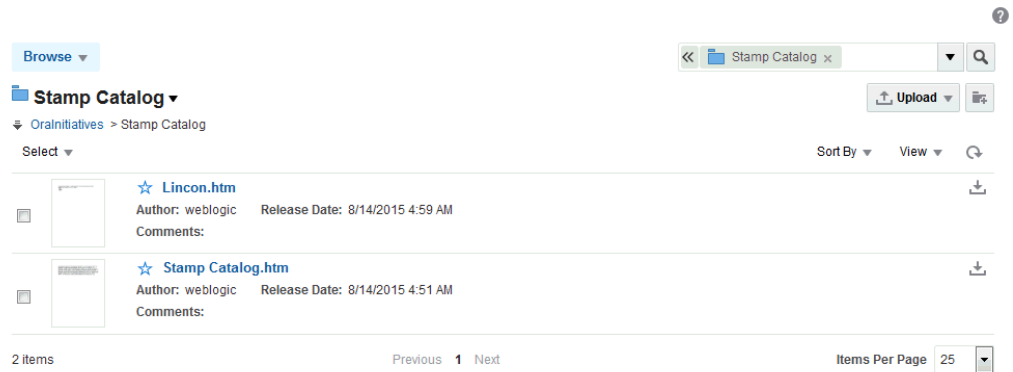 Browse
Stamp Catalog x
Stamp Catalog
Upload
OraInitiatives > Stamp Catalog
Select Sort By View
Lincon.htm
Author: weblogic Release Date: 8/14/2015 4:59 AM
Comments:
Stamp Catalog.htm
Author: weblogic Release Date: 8/14/2015 4:51 AM
Comments:
2 items Previous 1 Next Items Per Page 25